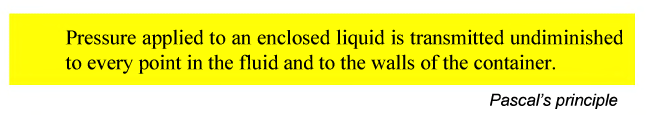 Pressure applied to an enclosed liquid is transmitted undiminished
to every point in the fluid and to the walls of the container.
Pascal's principle